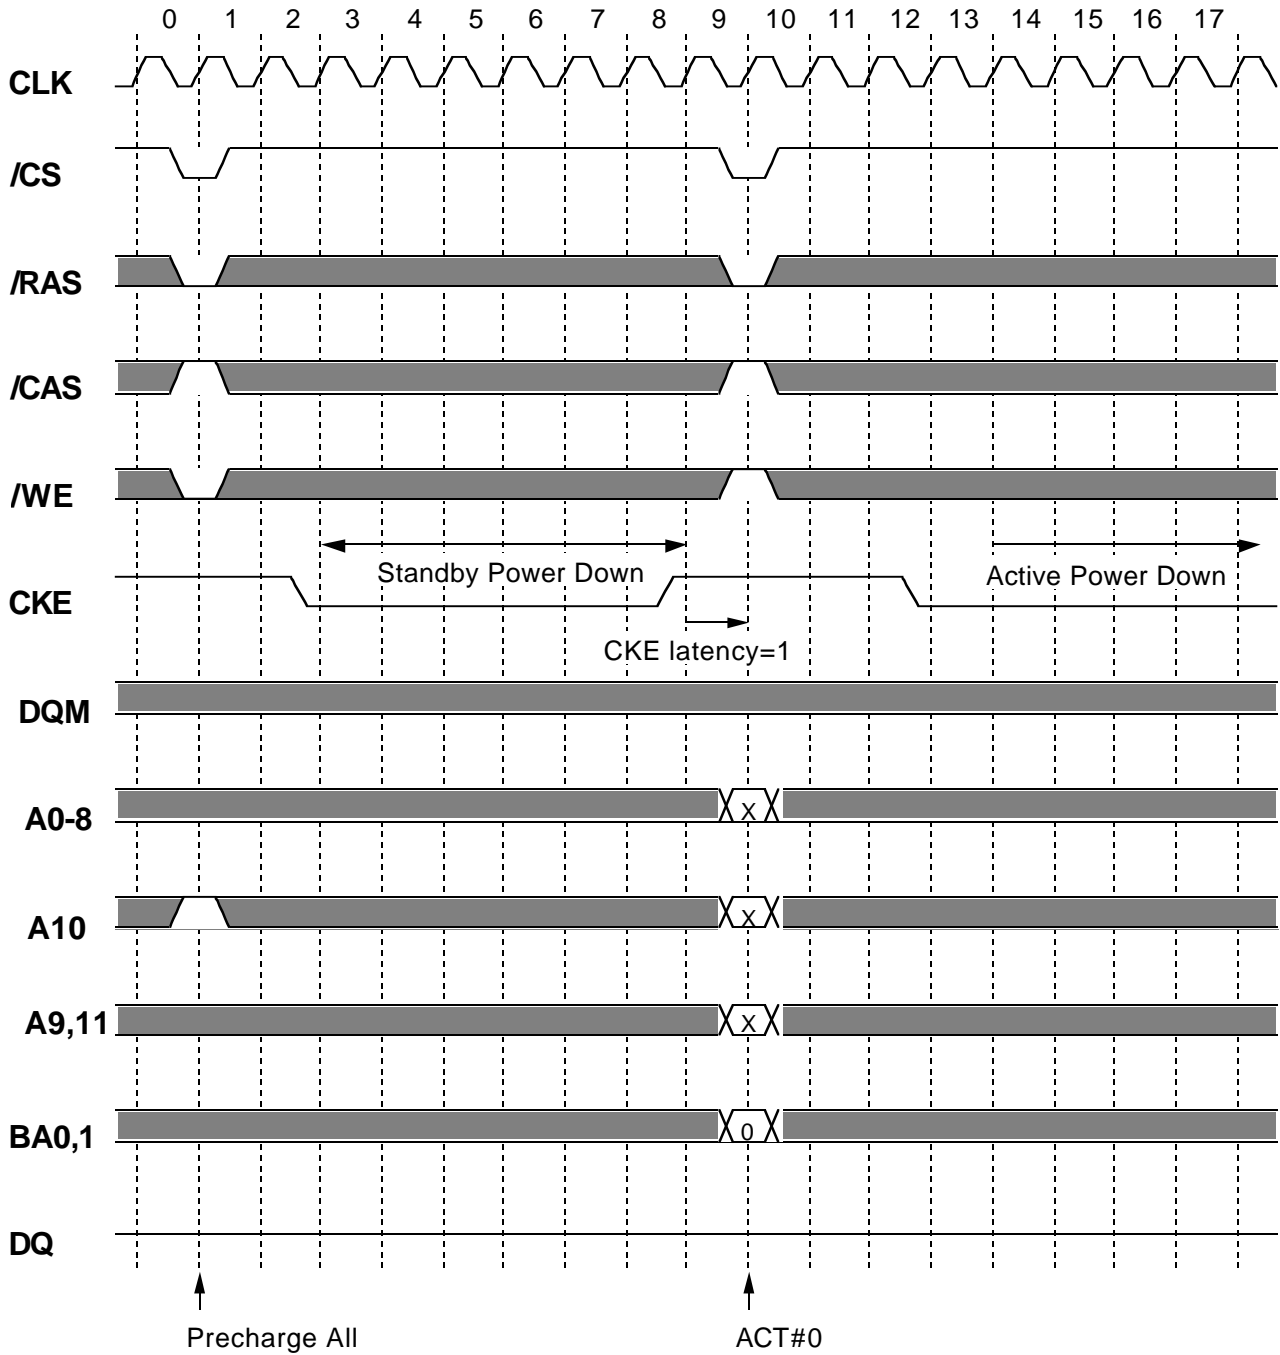 0 1 2 3 4 5 6 7 8 9 10 11 12 13 14 15 16 17
CLK
/CS
/RAS
/CAS
/WE
Standby Power Down
Active Power Down
CKE
CKE latency=1
DQM
A0-8 X
A10 X
A9,11 X
BA0,1 0
DQ
Precharge All ACT#0